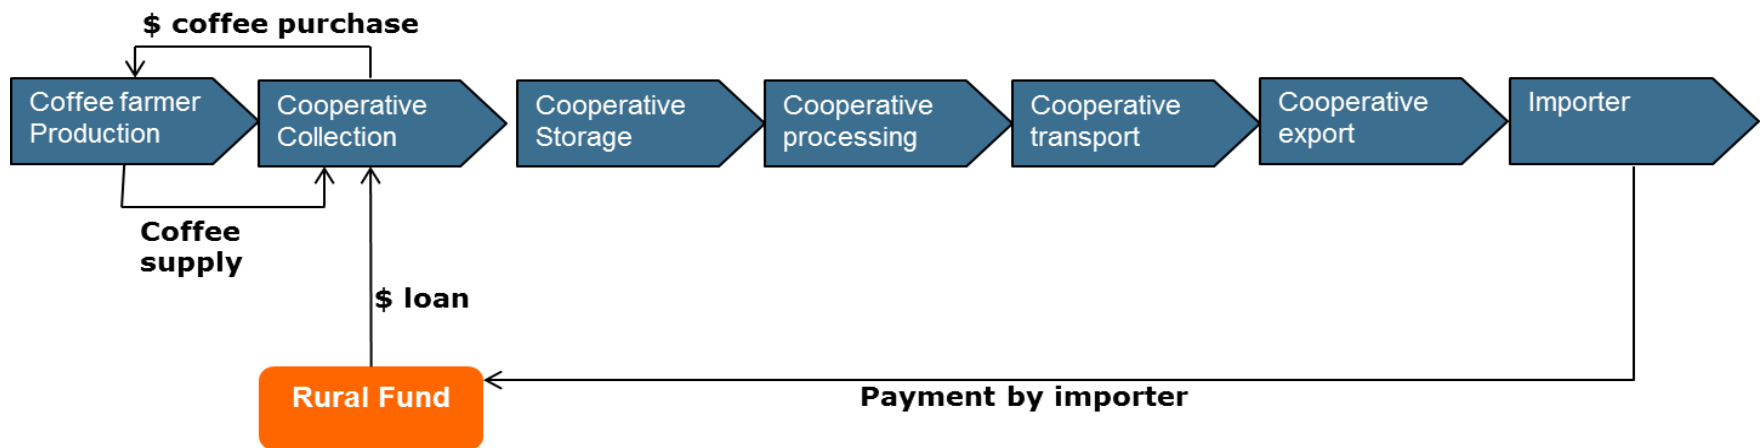 $ coffee purchase
Coffee farmer
Production
Cooperative
Collection
Cooperative
Storage
Cooperative
processing
Cooperative
transport
Cooperative
export
Importer
Coffee
supply
$ loan
Rural Fund
Payment by importer